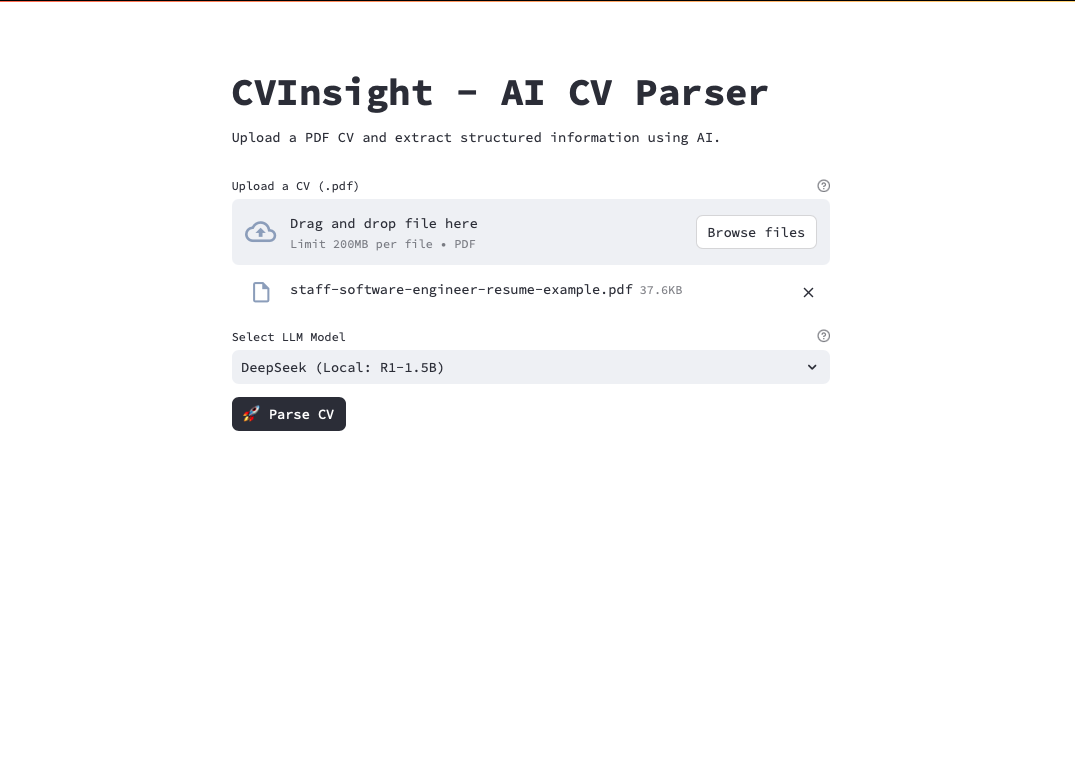 CVInsight - AI CV Parser
Upload a PDF CV and extract structured information using AI.
Upload a CV (.pdf)
Drag and drop file here
Limit 200MB per file • PDF
Browse files
staff-software-engineer-resume-example.pdf 37.6KB
Select LLM Model
DeepSeek (Local: R1-1.5B)
🚀 Parse CV